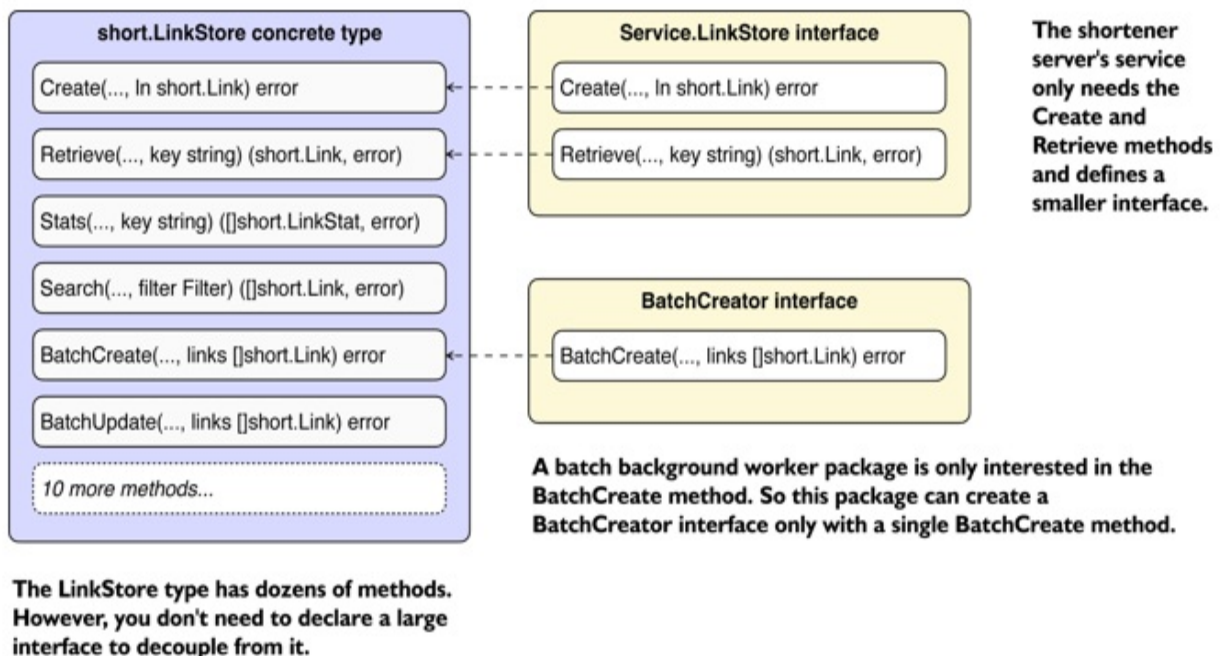 short.LinkStore concrete type
Create(..., ln short.Link) error
Retrieve(..., key string) (short.Link, error)
Stats(..., key string) ([]short.LinkStat, error)
Search(..., filter Filter) ([]short.Link, error)
BatchCreate(..., links []short.Link) error
BatchUpdate(..., links []short.Link) error
10 more methods...
The LinkStore type has dozens of methods.
However, you don't need to declare a large
interface to decouple from it.
Service.LinkStore interface
Create(..., ln short.Link) error
Retrieve(..., key string) (short.Link, error)
The shortener
server's service
only needs the
Create and
Retrieve methods
and defines a
smaller interface.
BatchCreator interface
BatchCreate(..., links []short.Link) error
A batch background worker package is only interested in the
BatchCreate method. So this package can create a
BatchCreator interface only with a single BatchCreate method.